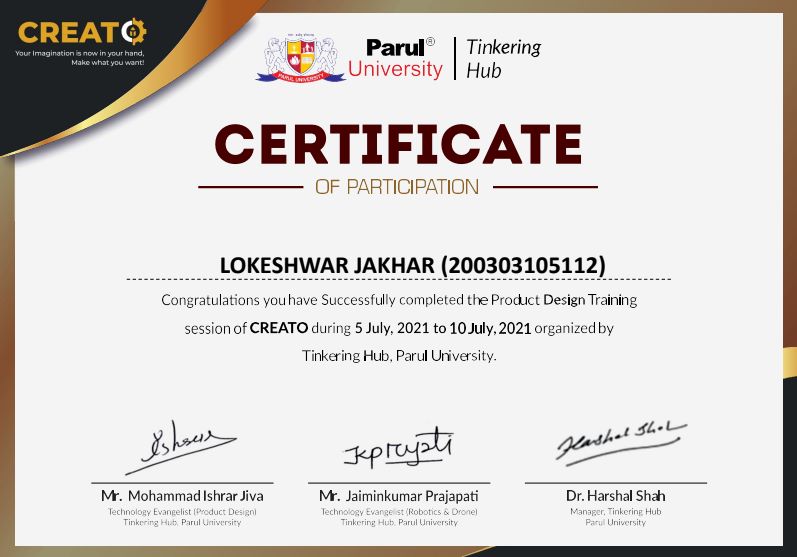 CREATO
Your Imagination is now in your hand,
Make what you want!
PARUL UNIVERSITY
Parul®
University
Tinkering
Hub
CERTIFICATE
OF PARTICIPATION
LOKESHWAR JAKHAR (200303105112)
Congratulations you have Successfully completed the Product Design Training
session of CREATO during 5 July, 2021 to 10 July, 2021 organized by
Tinkering Hub, Parul University.
Mr. Mohammad Ishrar Jiva
Technology Evangelist (Product Design)
Tinkering Hub, Parul University
Mr. Jaiminkumar Prajapati
Technology Evangelist (Robotics & Drone)
Tinkering Hub, Parul University
Dr. Harshal Shah
Manager, Tinkering Hub
Parul University